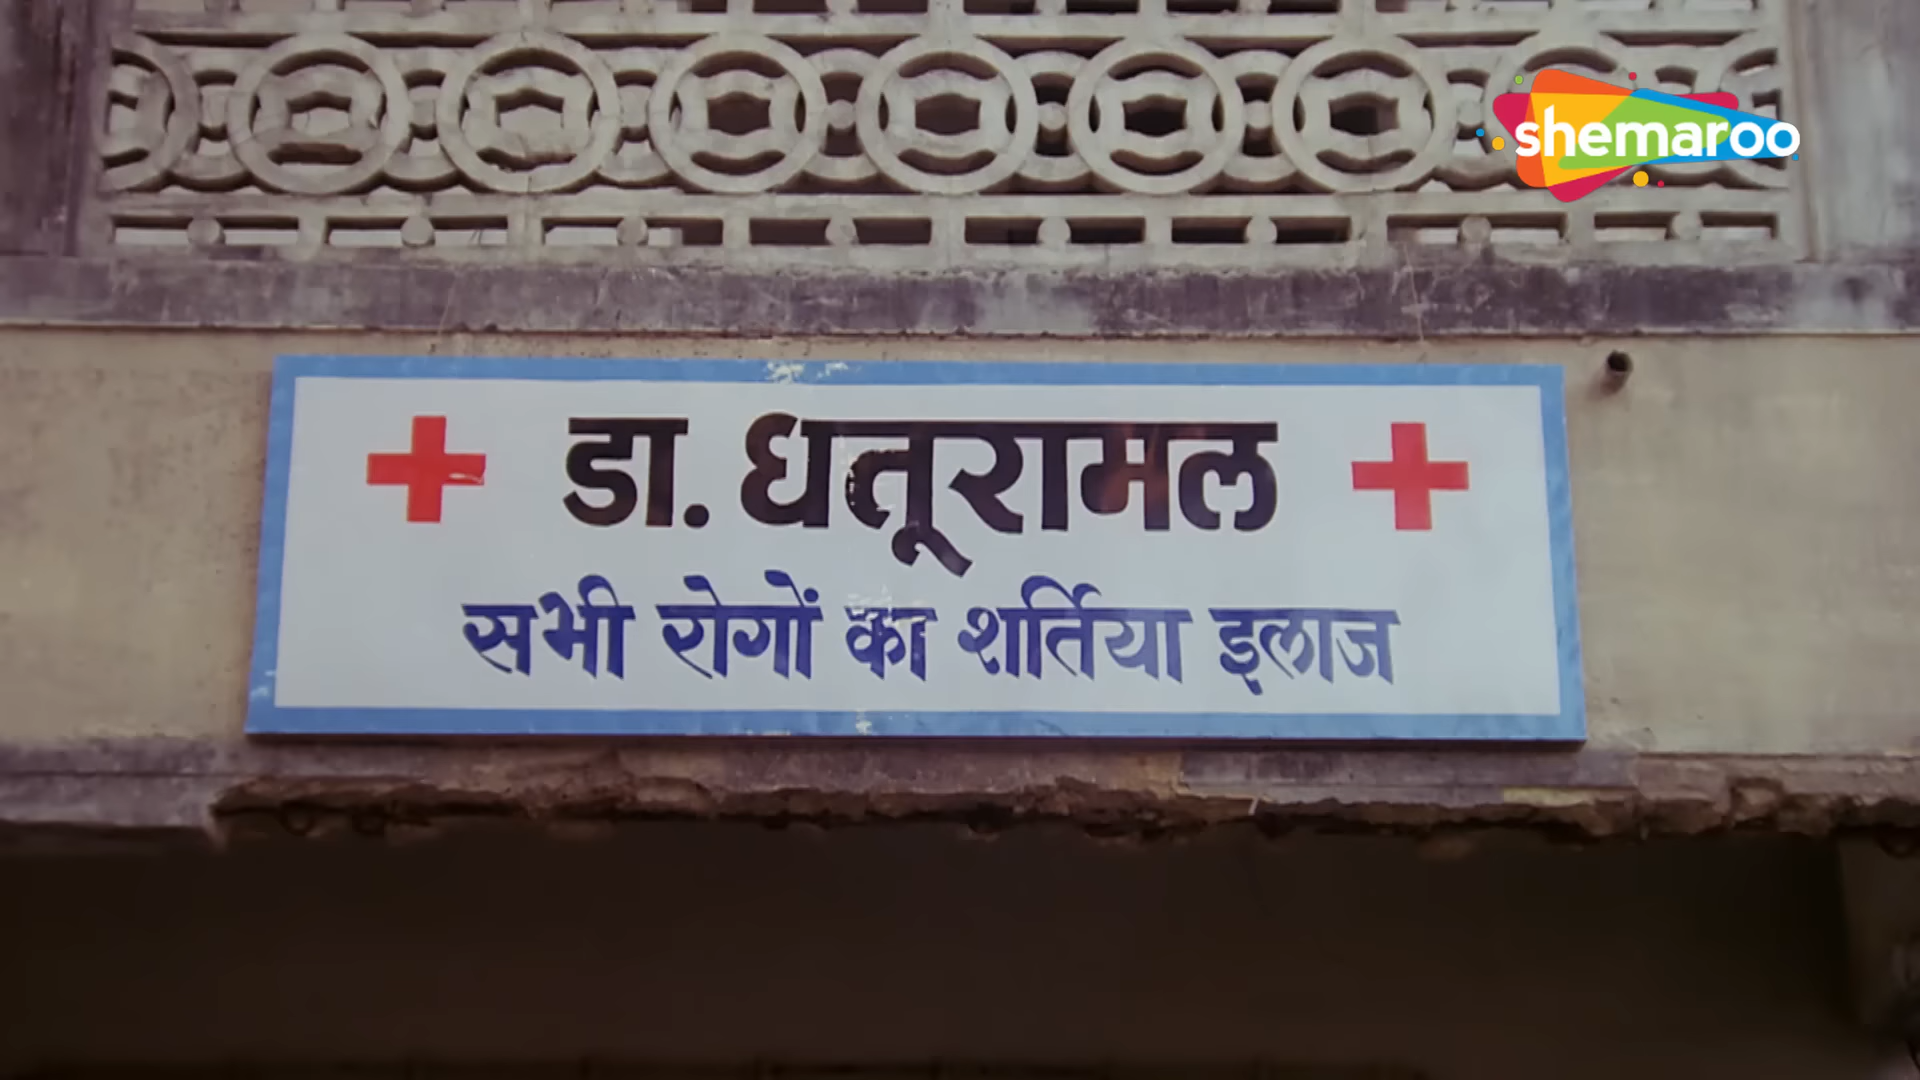 shemaroo
डा. धतूरामल
सभी रोगों का शर्तिया इलाज